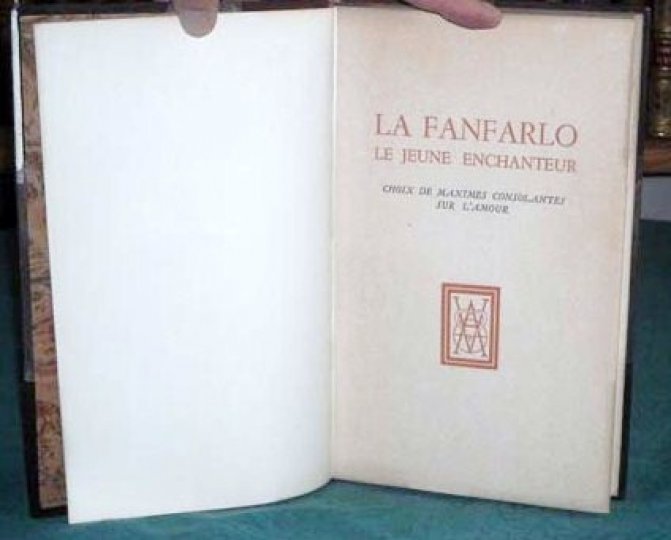 LA FANFARLO
LE JEUNE ENCHANTEUR
CHOIX DE MAXIMES CONSOLANTES
SUR L'AMOUR